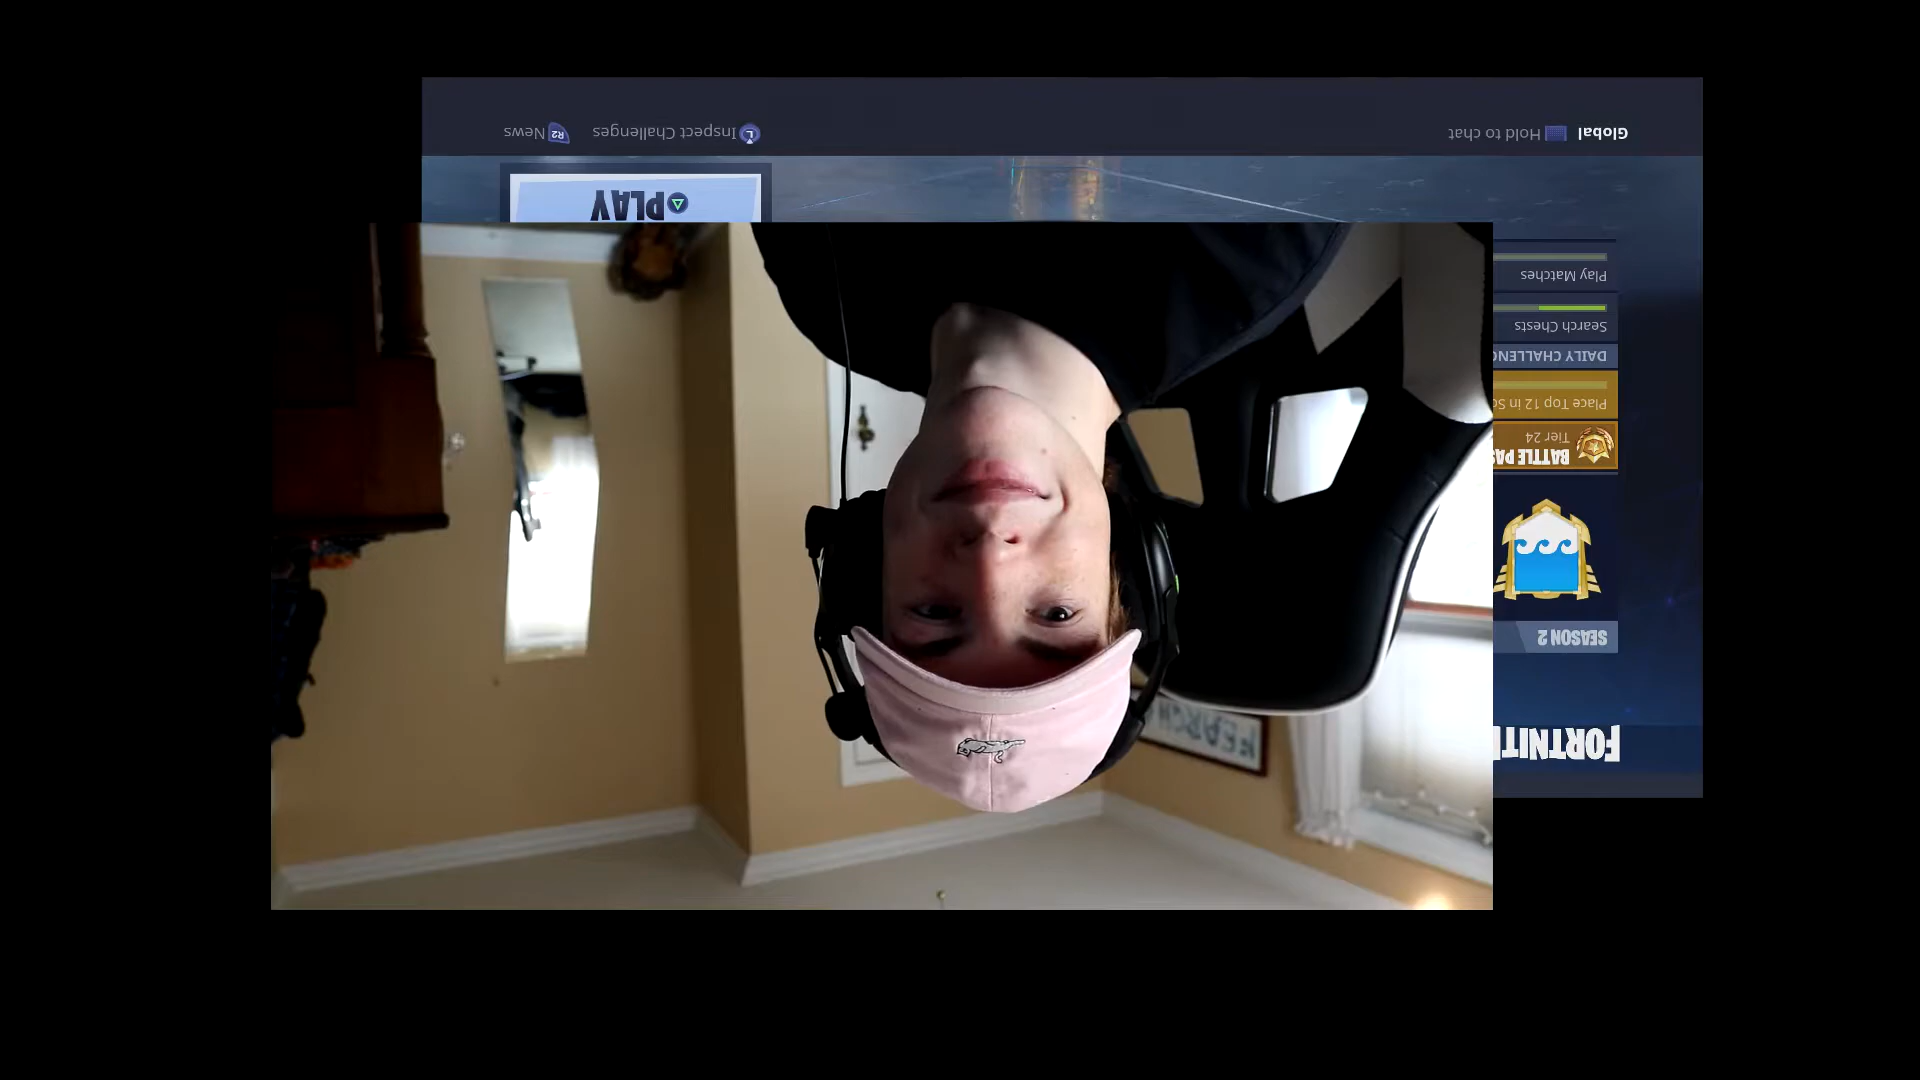 FORTNIT
SEASON 2
BATTLE PAS
Tier 24
Place Top 12 in So
DAILY CHALLENG
Search Chests
Play Matches
PLAY
Global Hold to chat
L Inspect Challenges R2 News